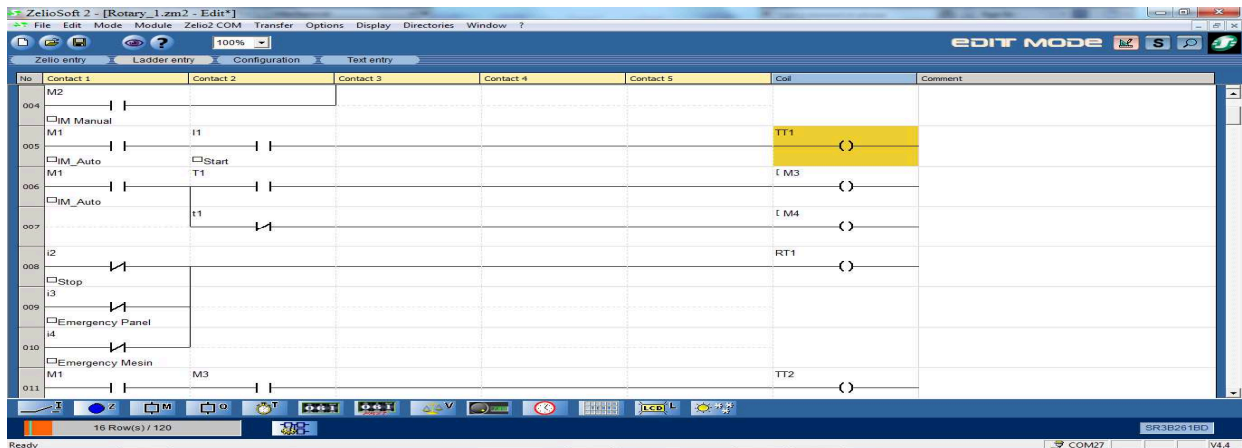 ZelioSoft 2 - [Rotary_1.zm2 - Edit*]
File Edit Mode Module Zelio2 COM Transfer Options Display Directories Window ?
100% EDIT MODE S
Zelio entry Ladder entry Configuration Text entry
No Contact 1 Contact 2 Contact 3 Contact 4 Contact 5 Coil Comment
M2
004
IM Manual
M1 I1 TT1
005
IM_Auto Start
M1 T1 [ M3
006
IM_Auto
t1 [ M4
007
i2 RT1
008
Stop
i3
009
Emergency Panel
i4
010
Emergency Mesin
M1 M3 TT2
011
I Z M Q T V LCD L
16 Row(s) / 120 SR3B261BD
Ready COM27 V4.4